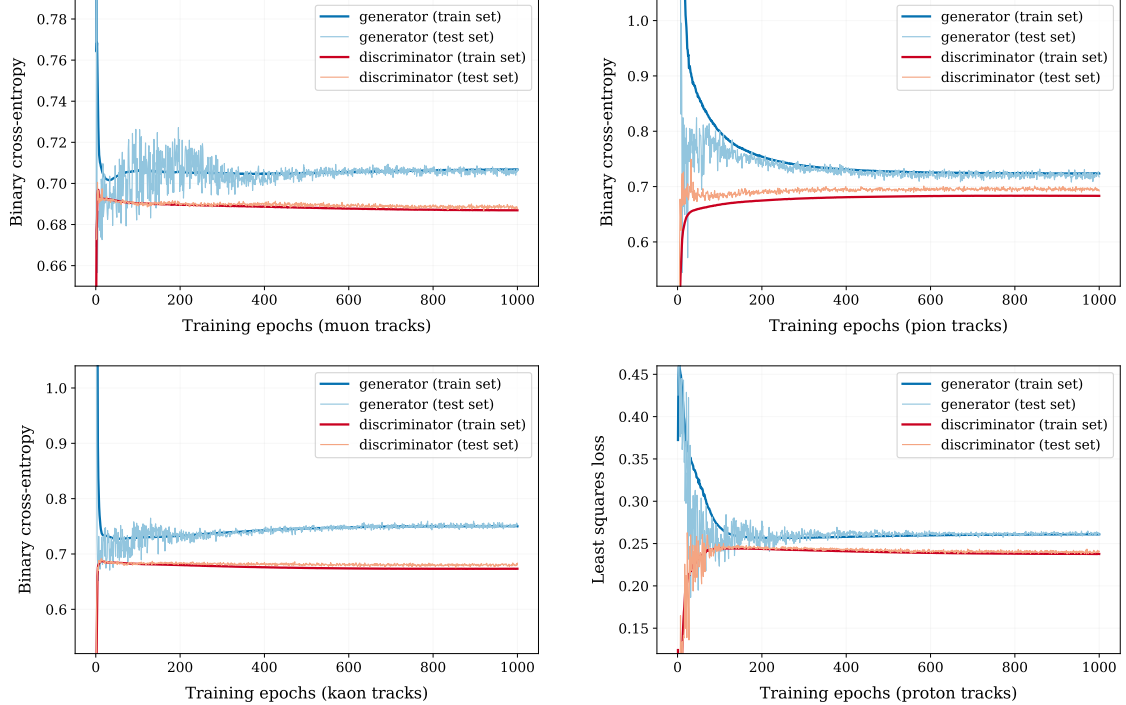 0.78
0.76
0.74
0.72
0.70
0.68
0.66
Binary cross-entropy
generator (train set)
generator (test set)
discriminator (train set)
discriminator (test set)
0
200
400
600
800
1000
Training epochs (muon tracks)
1.0
0.9
0.8
0.7
0.6
Binary cross-entropy
generator (train set)
generator (test set)
discriminator (train set)
discriminator (test set)
0
200
400
600
800
1000
Training epochs (pion tracks)
1.0
0.9
0.8
0.7
0.6
Binary cross-entropy
generator (train set)
generator (test set)
discriminator (train set)
discriminator (test set)
0
200
400
600
800
1000
Training epochs (kaon tracks)
0.45
0.40
0.35
0.30
0.25
0.20
0.15
Least squares loss
generator (train set)
generator (test set)
discriminator (train set)
discriminator (test set)
0
200
400
600
800
1000
Training epochs (proton tracks)